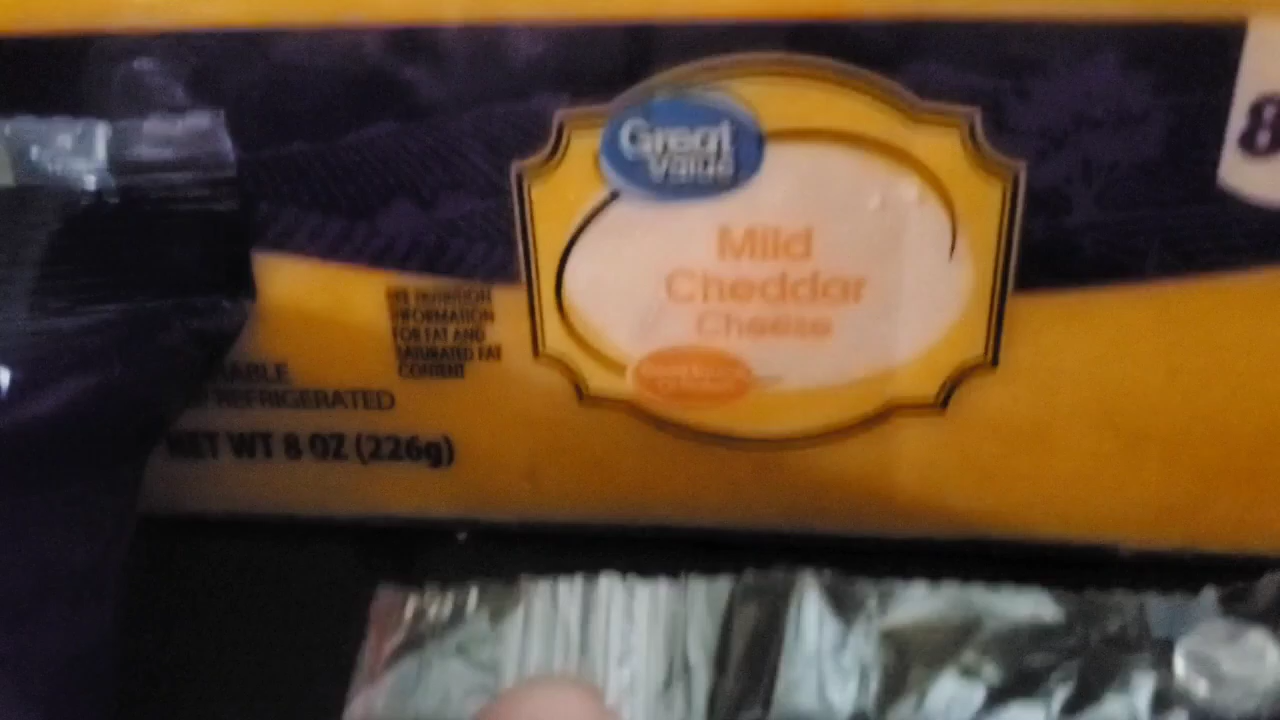 Great
Value
8
Mild
Cheddar
Cheese
SEE NUTRITION
INFORMATION
FOR FAT AND
SATURATED FAT
CONTENT
REFRIGERATED
NET WT 8 OZ (226g)